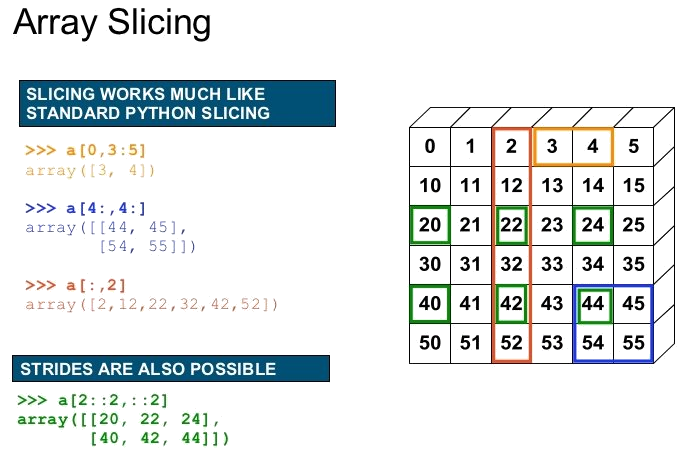 Array Slicing
SLICING WORKS MUCH LIKE
STANDARD PYTHON SLICING
>>> a[0,3:5]
array([3, 4])
>>> a[4:,4:]
array([[44, 45],
       [54, 55]])
>>> a[:,2]
array([2,12,22,32,42,52])
STRIDES ARE ALSO POSSIBLE
>>> a[2::2,::2]
array([[20, 22, 24],
       [40, 42, 44]])
0 1 2 3 4 5
10 11 12 13 14 15
20 21 22 23 24 25
30 31 32 33 34 35
40 41 42 43 44 45
50 51 52 53 54 55